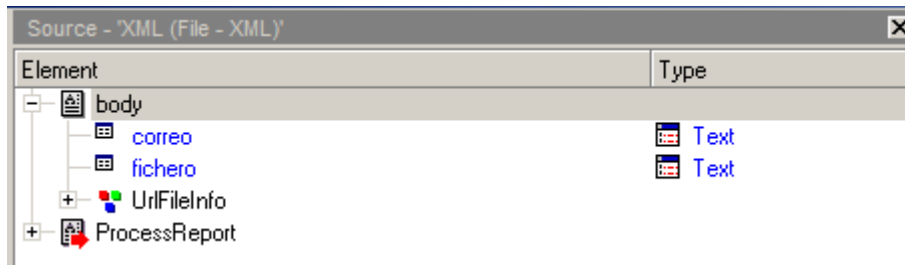 Source - 'XML (File - XML)'
Element Type
body
correo Text
fichero Text
UrlFileInfo
ProcessReport